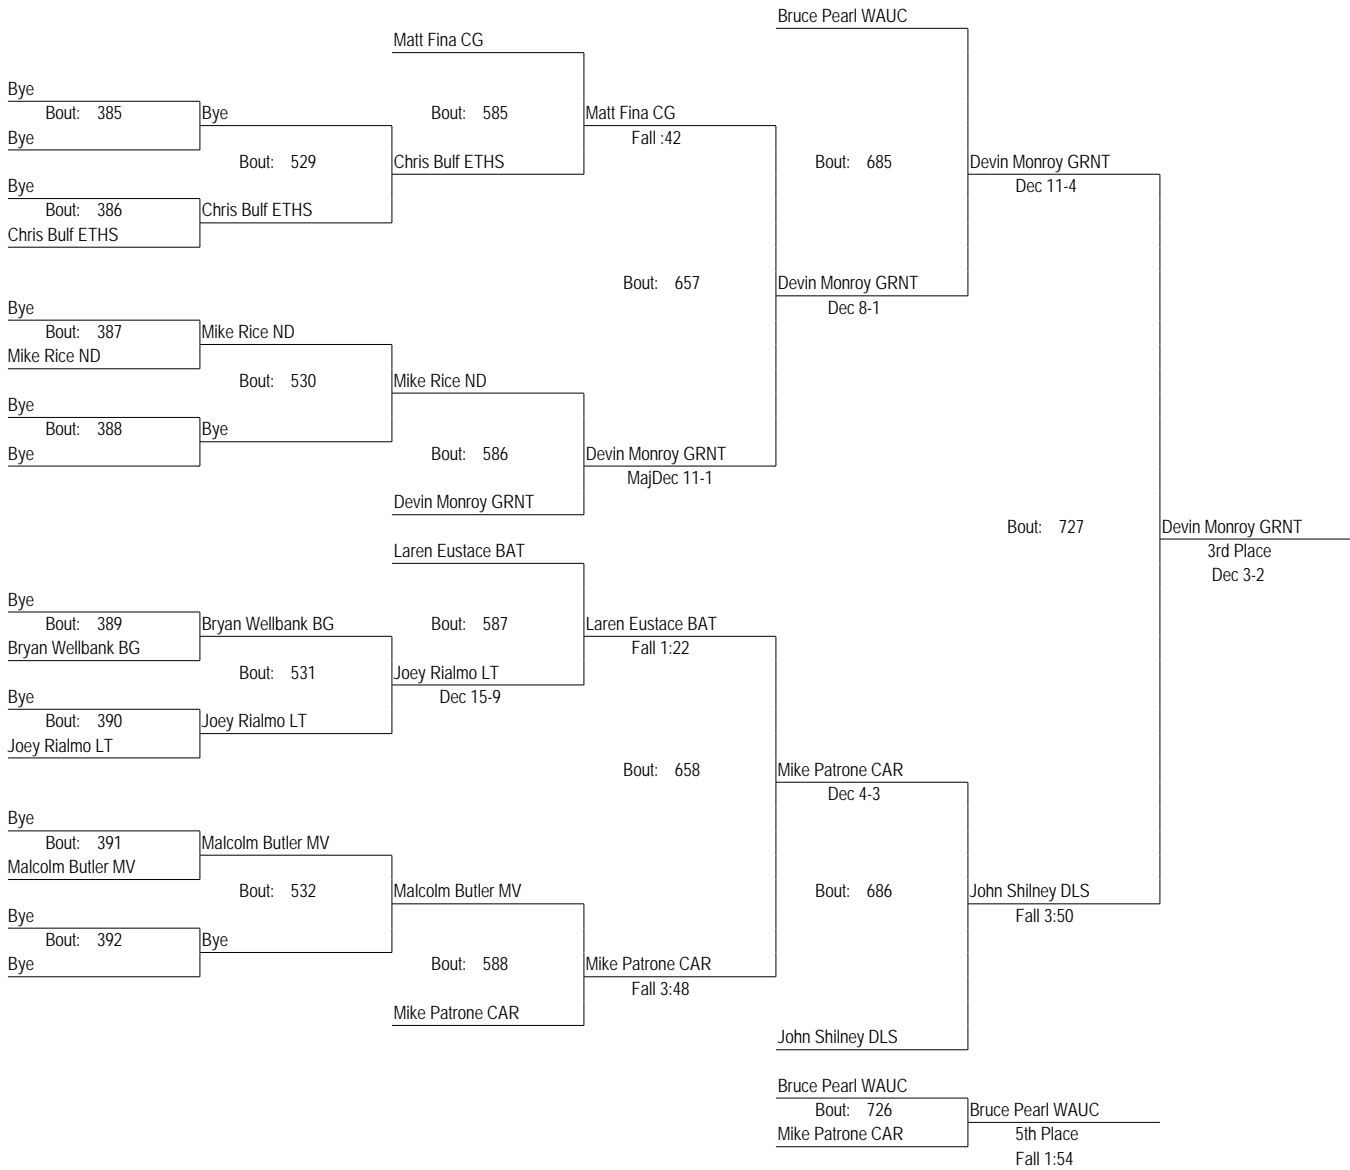 Bruce Pearl WAUC
Matt Fina CG
Bye
Bout: 385
Bye
Bout: 585
Matt Fina CG
Bye
Fall :42
Bout: 529
Chris Bulf ETHS
Bout: 685
Devin Monroy GRNT
Bye
Dec 11-4
Bout: 386
Chris Bulf ETHS
Chris Bulf ETHS
Bout: 657
Devin Monroy GRNT
Bye
Dec 8-1
Bout: 387
Mike Rice ND
Mike Rice ND
Bout: 530
Mike Rice ND
Bye
Bout: 388
Bye
Bye
Bout: 586
Devin Monroy GRNT
MajDec 11-1
Devin Monroy GRNT
Bout: 727
Devin Monroy GRNT
3rd Place
Dec 3-2
Laren Eustace BAT
Bye
Bout: 389
Bryan Wellbank BG
Bout: 587
Laren Eustace BAT
Bryan Wellbank BG
Fall 1:22
Bout: 531
Joey Rialmo LT
Dec 15-9
Bye
Bout: 390
Joey Rialmo LT
Joey Rialmo LT
Bout: 658
Mike Patrone CAR
Dec 4-3
Bye
Bout: 391
Malcolm Butler MV
Malcolm Butler MV
Bout: 532
Malcolm Butler MV
Bout: 686
John Shilney DLS
Fall 3:50
Bye
Bout: 392
Bye
Bye
Bout: 588
Mike Patrone CAR
Fall 3:48
Mike Patrone CAR
John Shilney DLS
Bruce Pearl WAUC
Bout: 726
Bruce Pearl WAUC
Mike Patrone CAR
5th Place
Fall 1:54